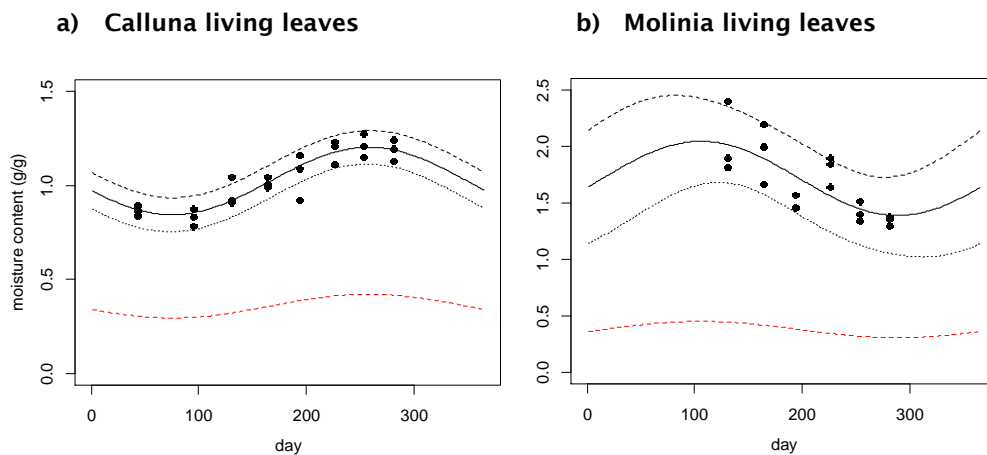 a) Calluna living leaves
moisture content (g/g)
1.5
1.0
0.5
0.0
0 100 200 300
day
b) Molinia living leaves
2.5
2.0
1.5
1.0
0.5
0.0
0 100 200 300
day